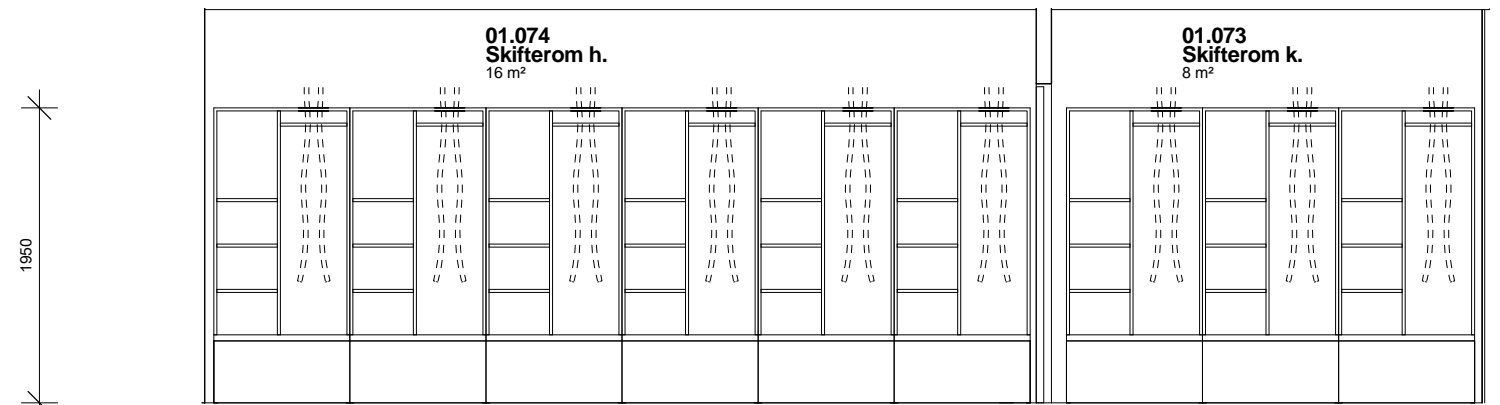 01.074
Skifterom h.
16 m²
01.073
Skifterom k.
8 m²
1950